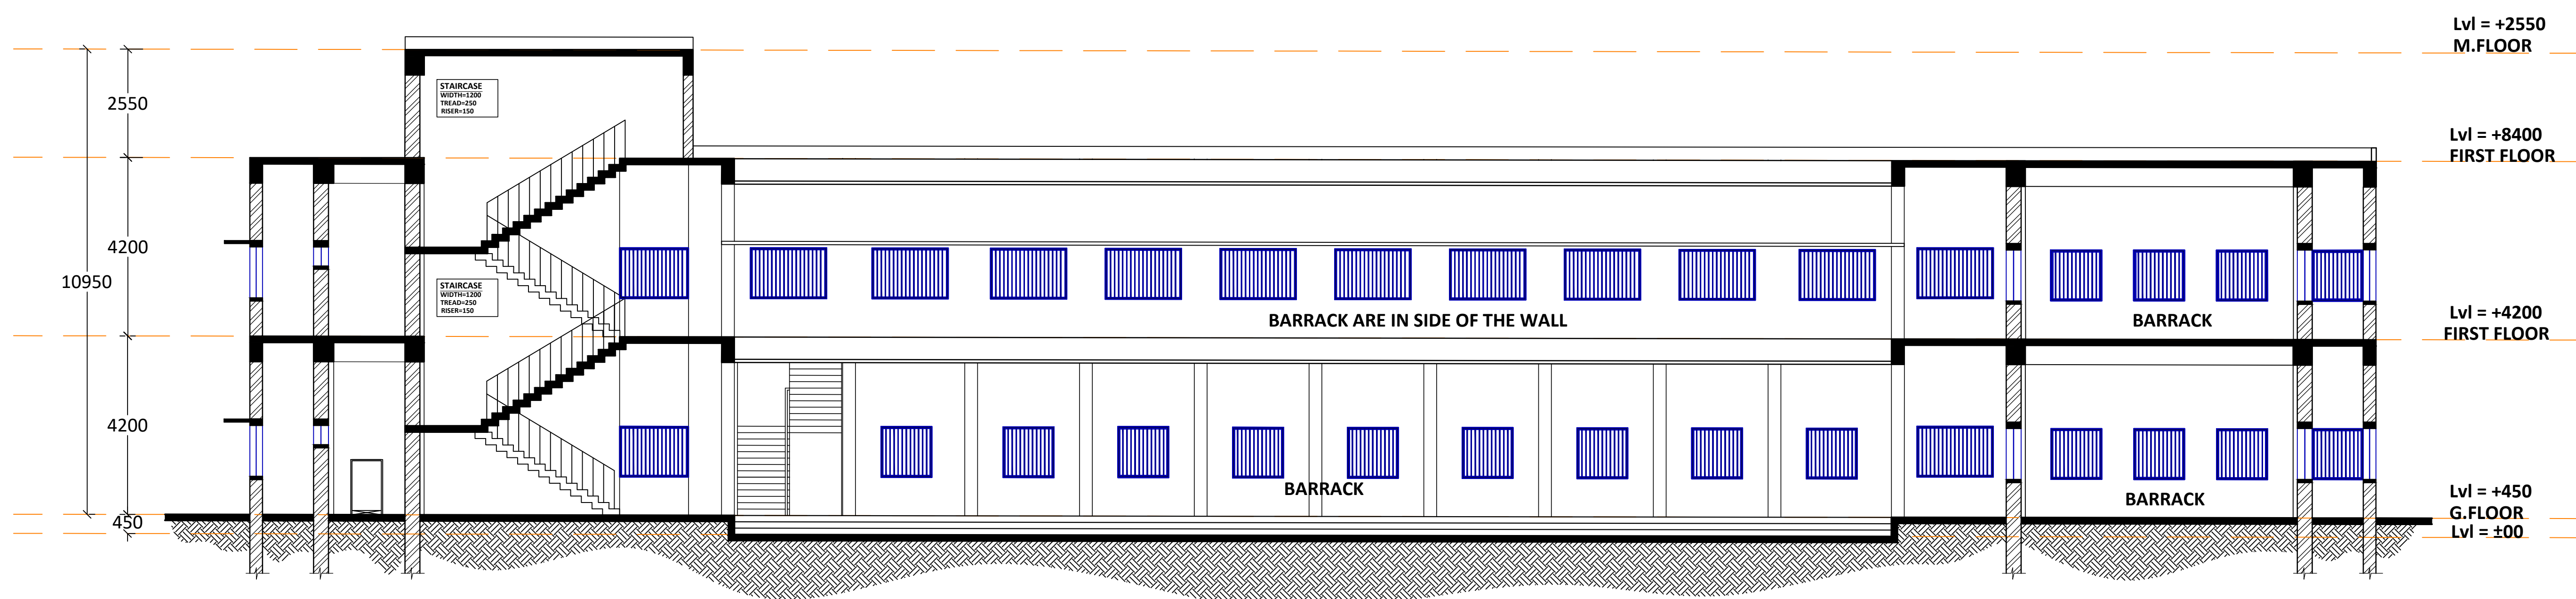 Lvl = +2550
M.FLOOR
STAIRCASE
WIDTH=1200
TREAD=250
RISER=150
2550
Lvl = +8400
FIRST FLOOR
4200
10950
STAIRCASE
WIDTH=1200
TREAD=250
RISER=150
BARRACK ARE IN SIDE OF THE WALL
BARRACK
Lvl = +4200
FIRST FLOOR
4200
BARRACK
BARRACK
Lvl = +450
G.FLOOR
450
Lvl = ±00